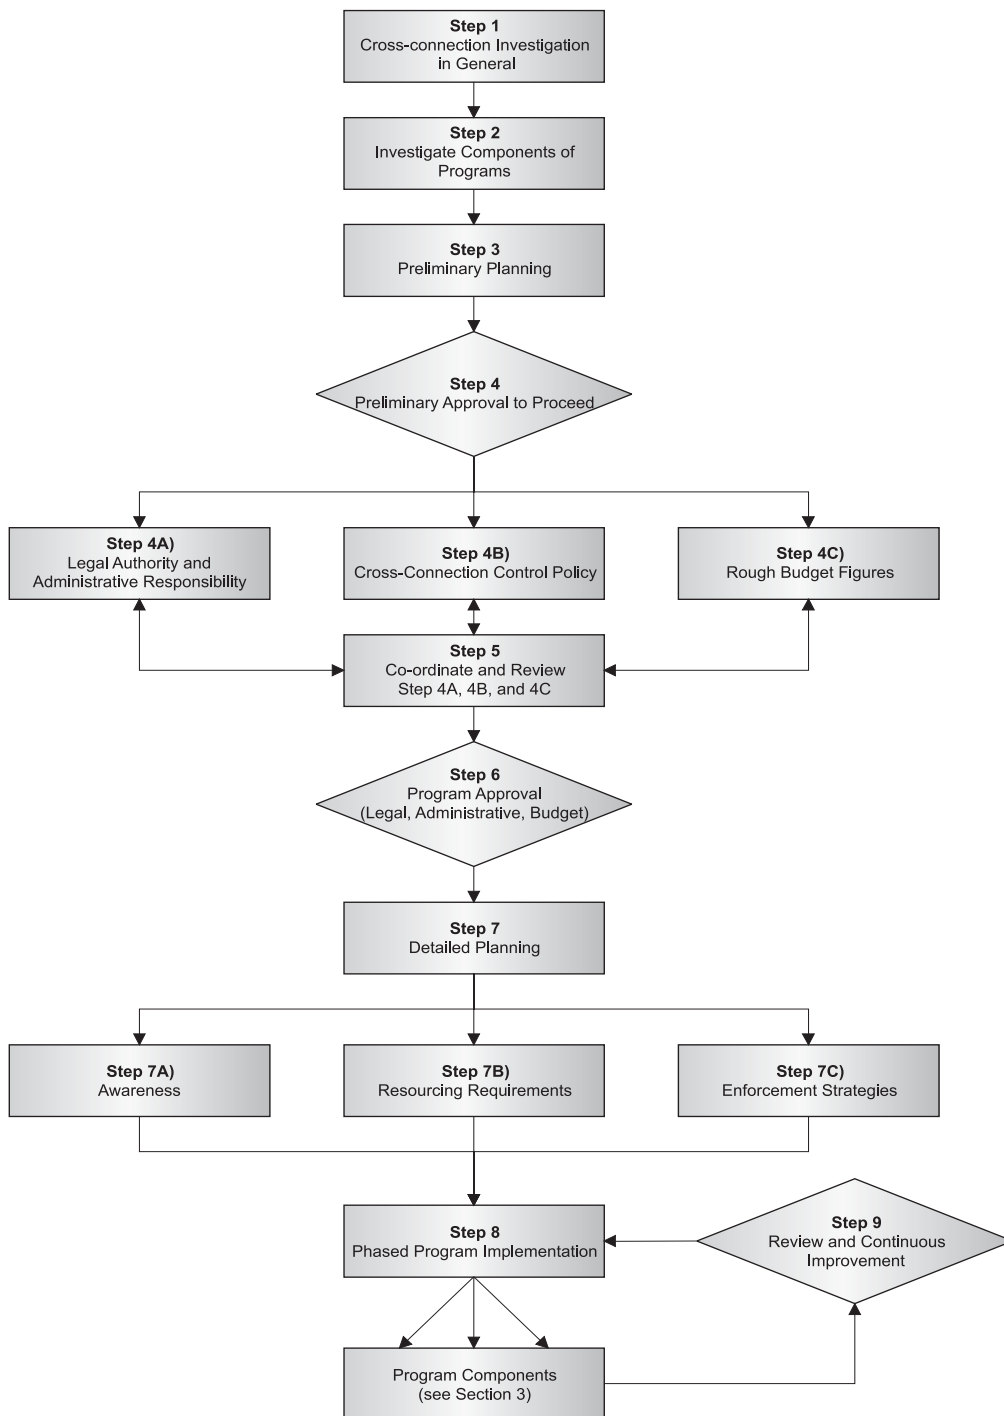 Step 1
Cross-connection Investigation
in General
Step 2
Investigate Components of
Programs
Step 3
Preliminary Planning
Step 4
Preliminary Approval to Proceed
Step 4A)
Legal Authority and
Administrative Responsibility
Step 4B)
Cross-Connection Control Policy
Step 4C)
Rough Budget Figures
Step 5
Co-ordinate and Review
Step 4A, 4B, and 4C
Step 6
Program Approval
(Legal, Administrative, Budget)
Step 7
Detailed Planning
Step 7A)
Awareness
Step 7B)
Resourcing Requirements
Step 7C)
Enforcement Strategies
Step 8
Phased Program Implementation
Step 9
Review and Continuous
Improvement
Program Components
(see Section 3)